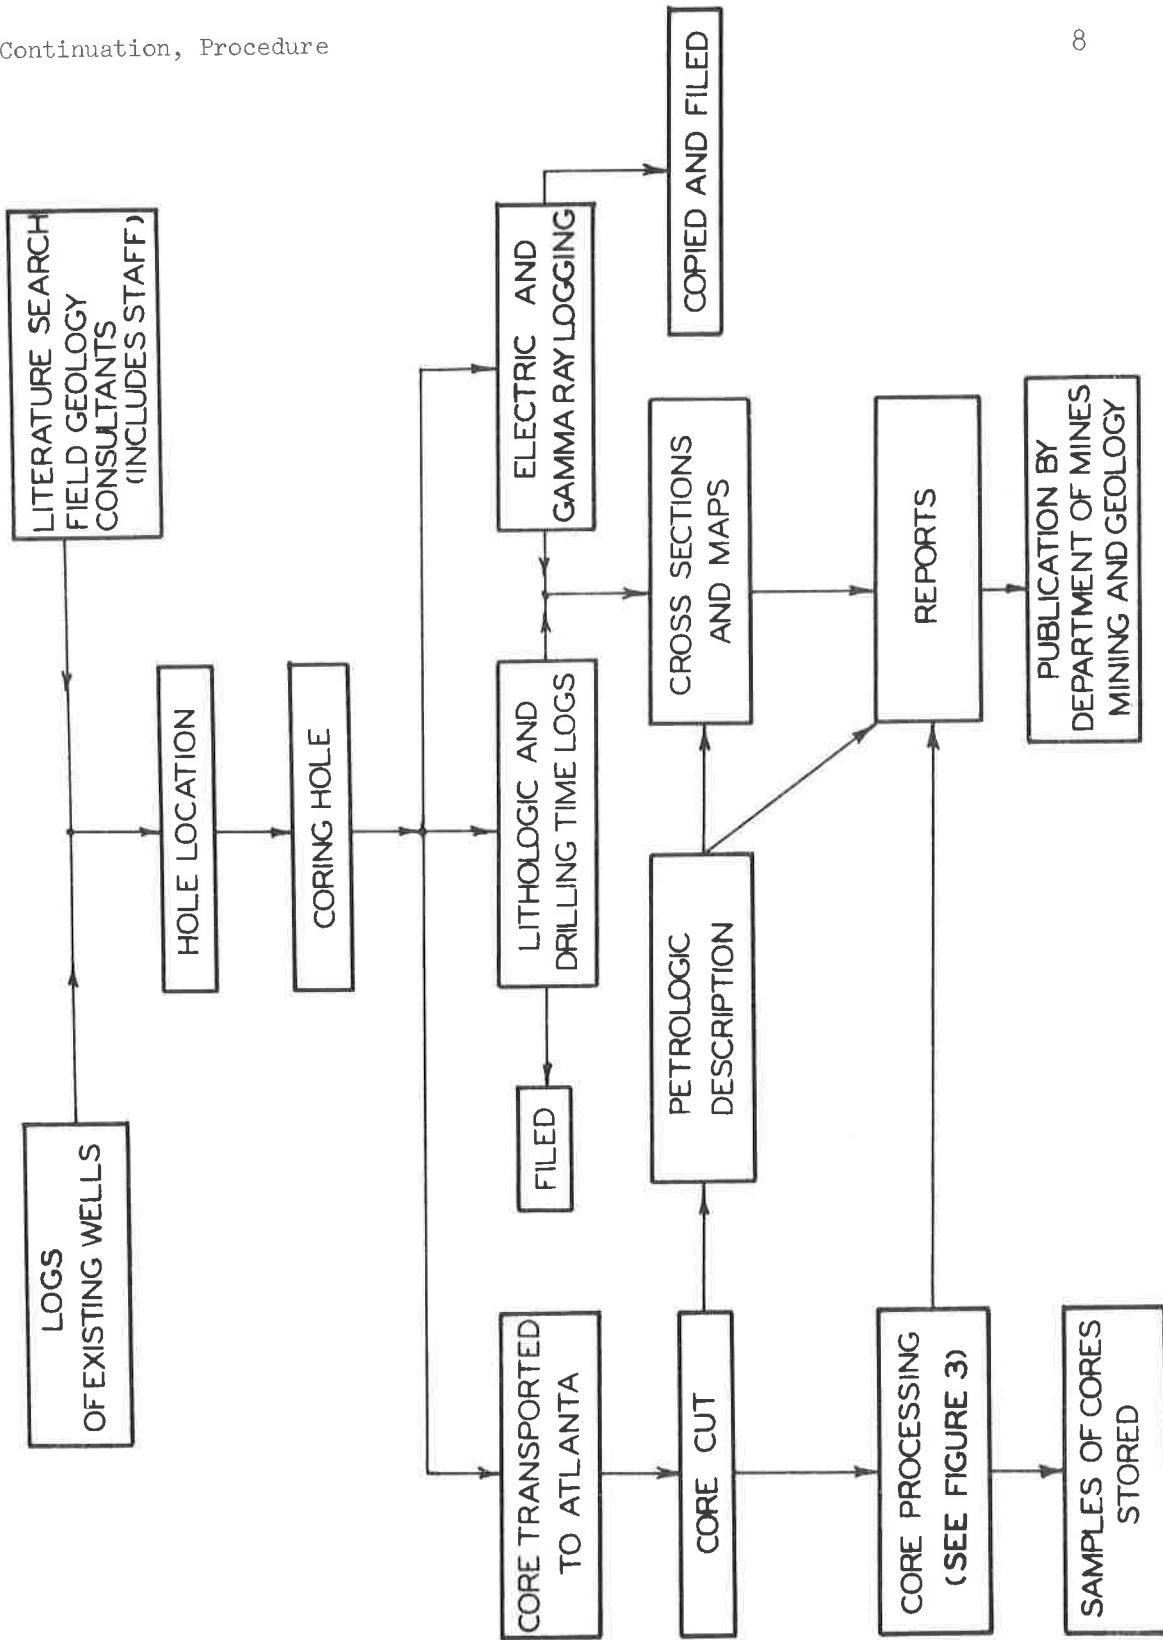 Continuation, Procedure
8
LOGS
OF EXISTING WELLS
LITERATURE SEARCH
FIELD GEOLOGY
CONSULTANTS
(INCLUDES STAFF)
HOLE LOCATION
CORING HOLE
CORE TRANSPORTED
TO ATLANTA
LITHOLOGIC AND
DRILLING TIME LOGS
ELECTRIC AND
GAMMA RAY LOGGING
FILED
COPIED AND FILED
CORE CUT
PETROLOGIC
DESCRIPTION
CROSS SECTIONS
AND MAPS
CORE PROCESSING
(SEE FIGURE 3)
REPORTS
SAMPLES OF CORES
STORED
PUBLICATION BY
DEPARTMENT OF MINES
MINING AND GEOLOGY